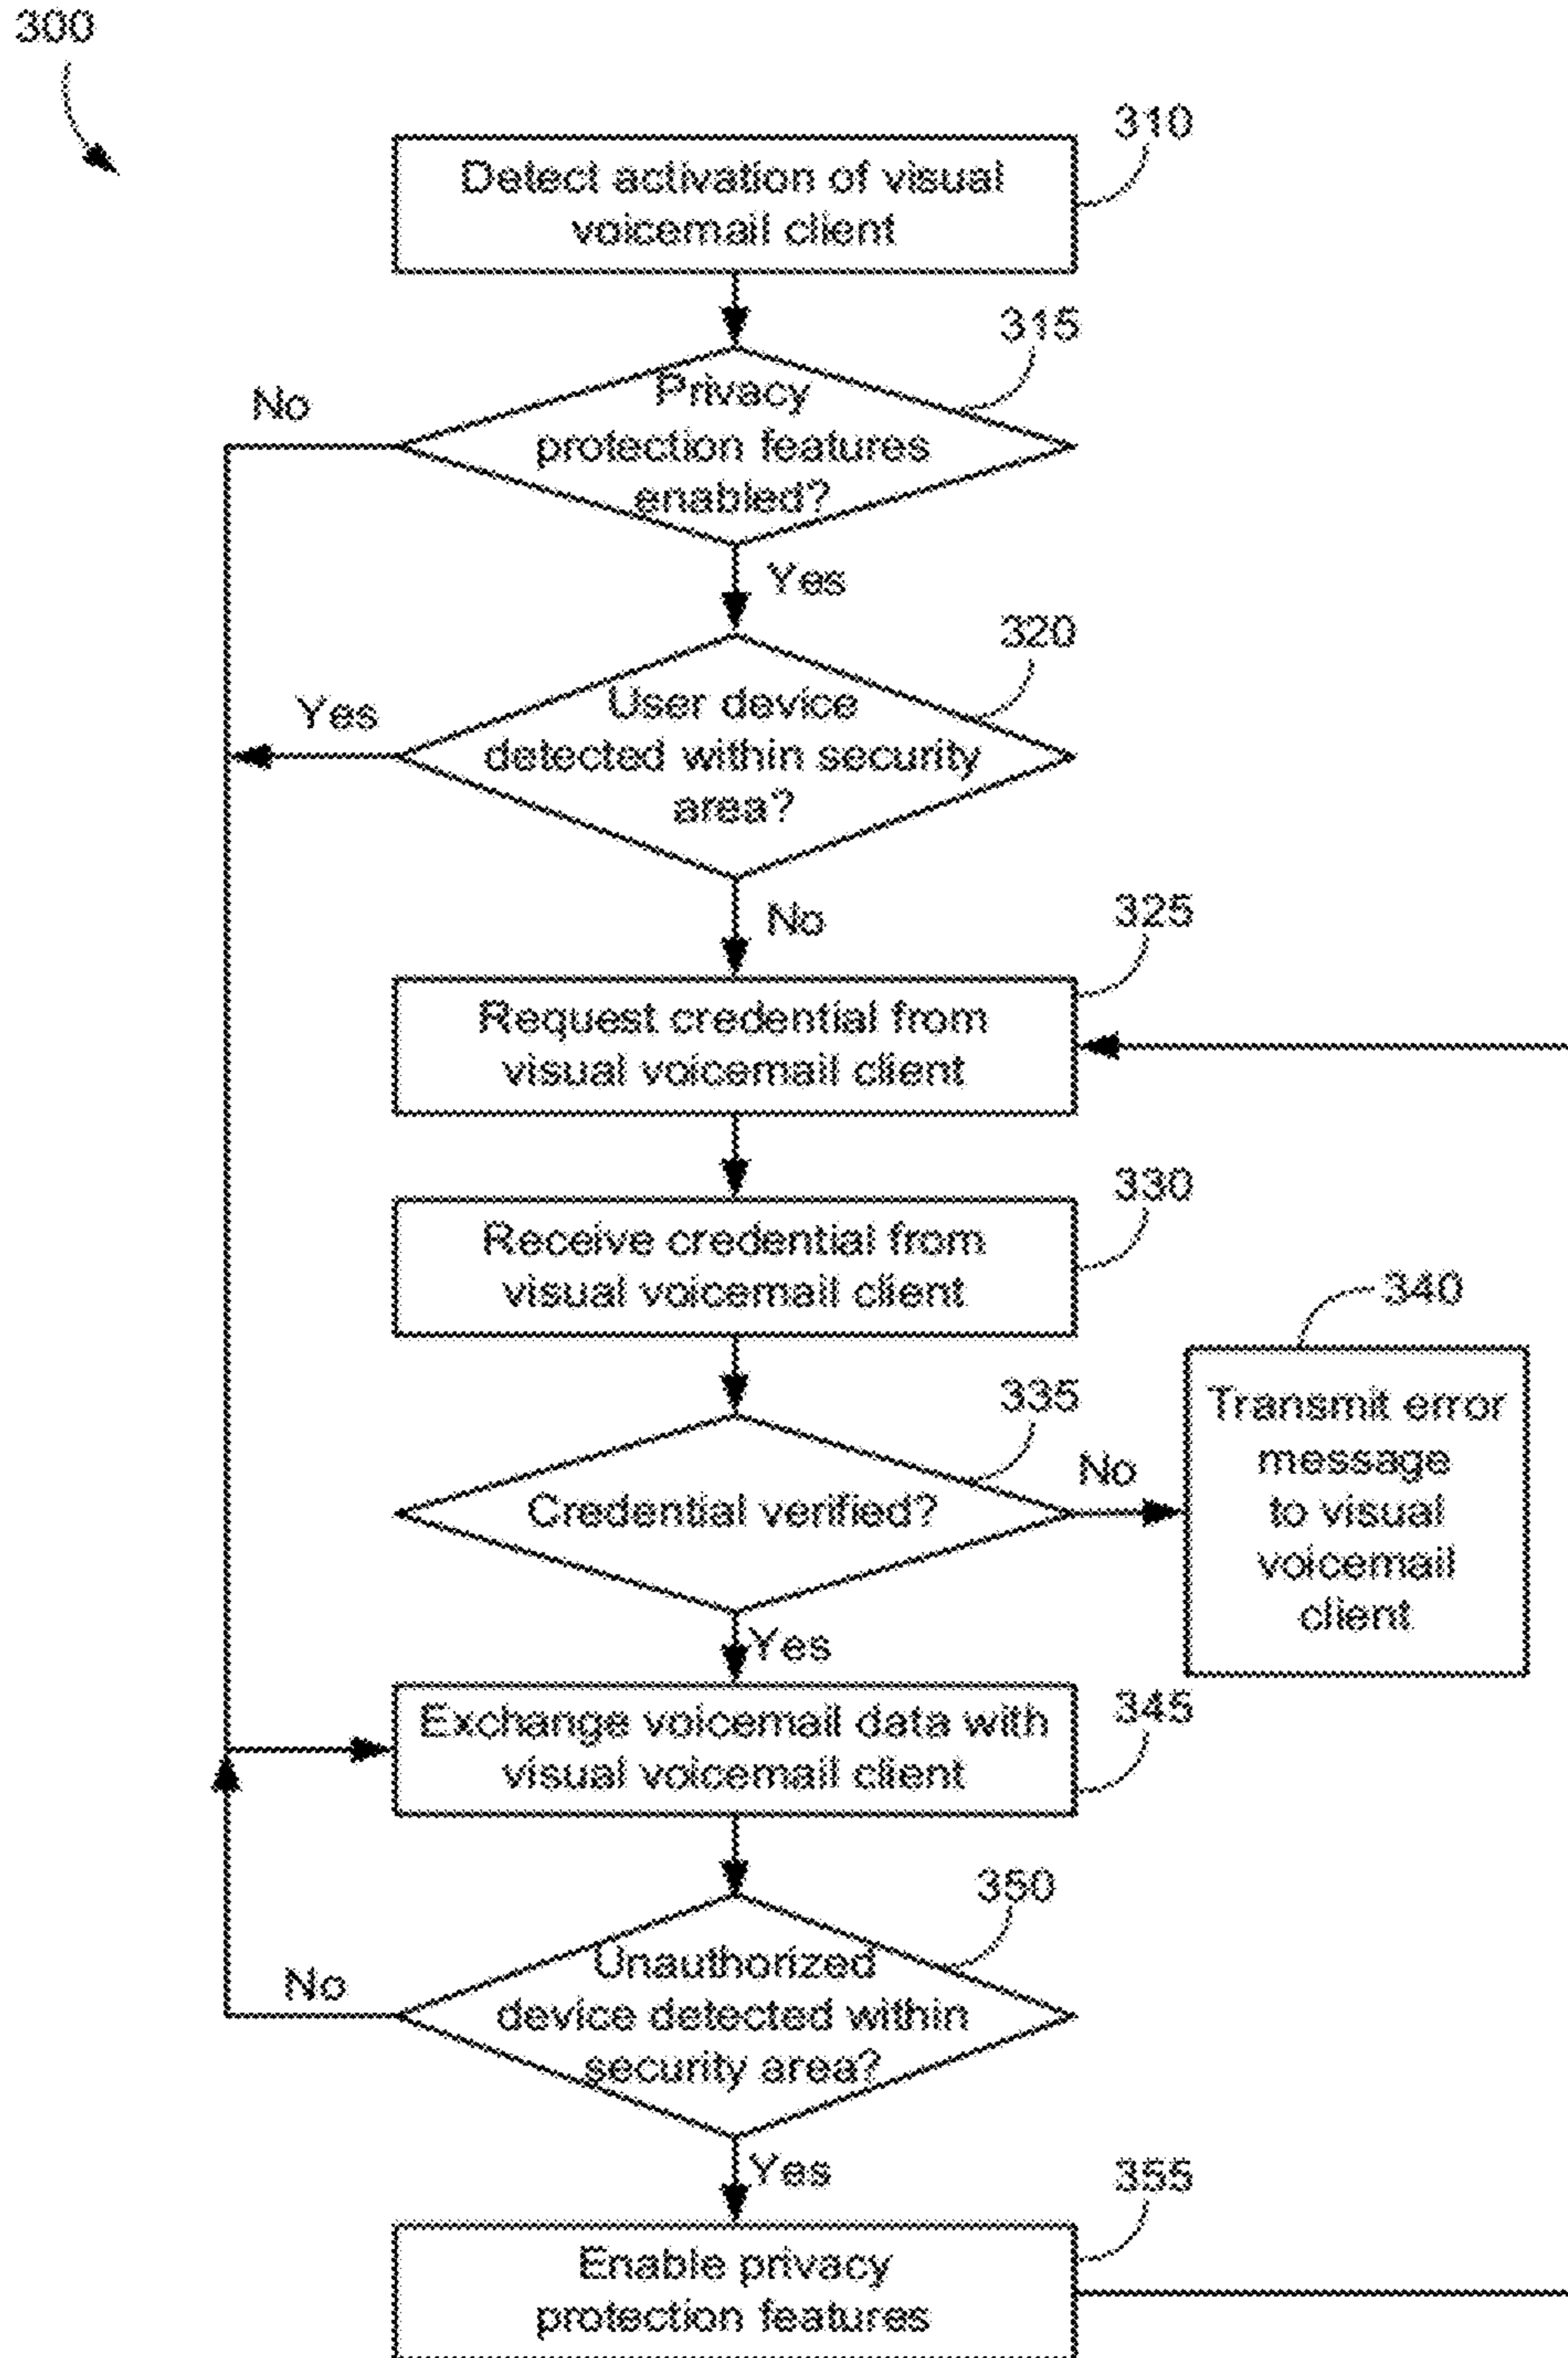 300
310
Detect activation of visual
voicemail client
315
No
Privacy
protection features
enabled?
Yes
320
Yes
User device
detected within security
area?
No
325
Request credential from
visual voicemail client
330
Receive credential from
visual voicemail client
340
335
No
Transmit error
message
to visual
voicemail
client
Credential verified?
Yes
345
Exchange voicemail data with
visual voicemail client
350
No
Unauthorized
device detected within
security area?
Yes
355
Enable privacy
protection features